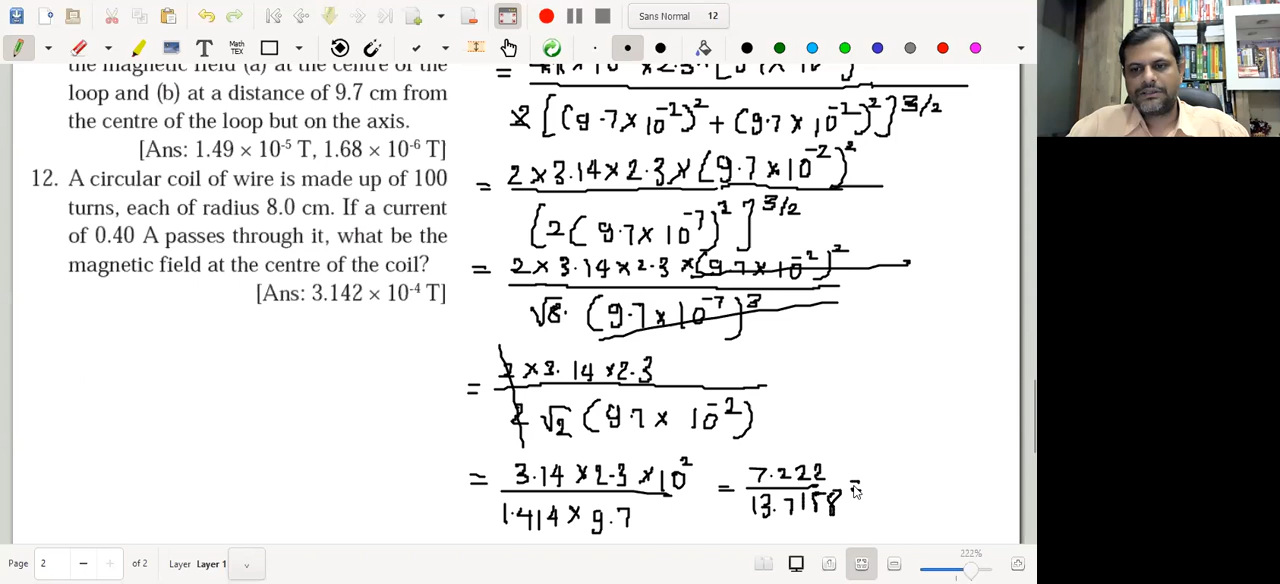 Sans Normal 12
T Math TEX
the magnetic field (a) at the centre of the
loop and (b) at a distance of 9.7 cm from
the centre of the loop but on the axis.
[Ans: 1.49 × 10⁻⁵ T, 1.68 × 10⁻⁶ T]
12. A circular coil of wire is made up of 100
turns, each of radius 8.0 cm. If a current
of 0.40 A passes through it, what be the
magnetic field at the centre of the coil?
[Ans: 3.142 × 10⁻⁴ T]
2 [(9.7×10⁻²)² + (9.7×10⁻²)²]^3/2
= 2 × 3.14 × 2.3 × (9.7 × 10⁻²)²
[2(9.7×10⁻⁷)²]^3/2
= 2 × 3.14 × 2.3 × (9.7 × 10⁻²)²
√8. (9.7×10⁻⁷)³
= 2 × 3.14 × 2.3
2 √2 (97 × 10⁻²)
= 3.14 × 2.3 × 10² = 7.222 =
1.414 × 9.7 13.7158
Page 2 of 2 Layer Layer 1 222%